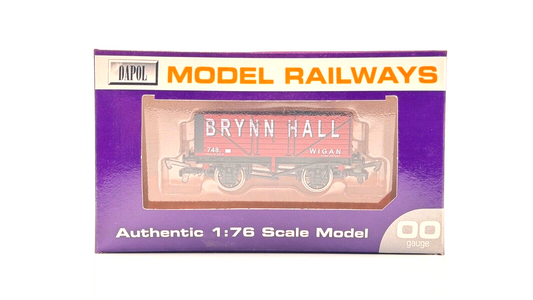 DAPOL
MODEL RAILWAYS
BRYNN HALL
748
WIGAN
Authentic 1:76 Scale Model
OO
gauge